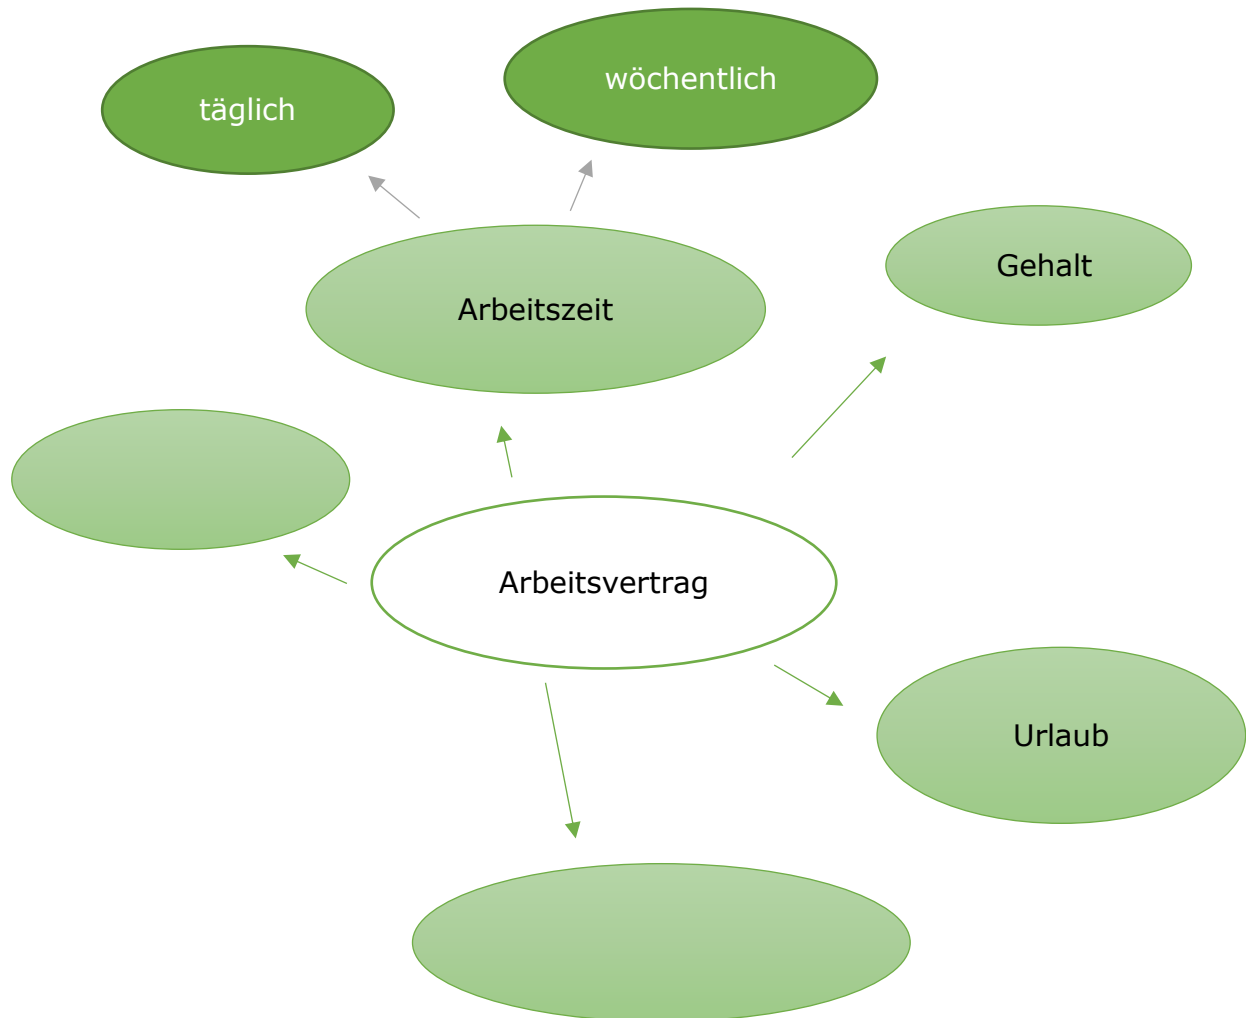 wöchentlich
täglich
Gehalt
Arbeitszeit
Arbeitsvertrag
Urlaub